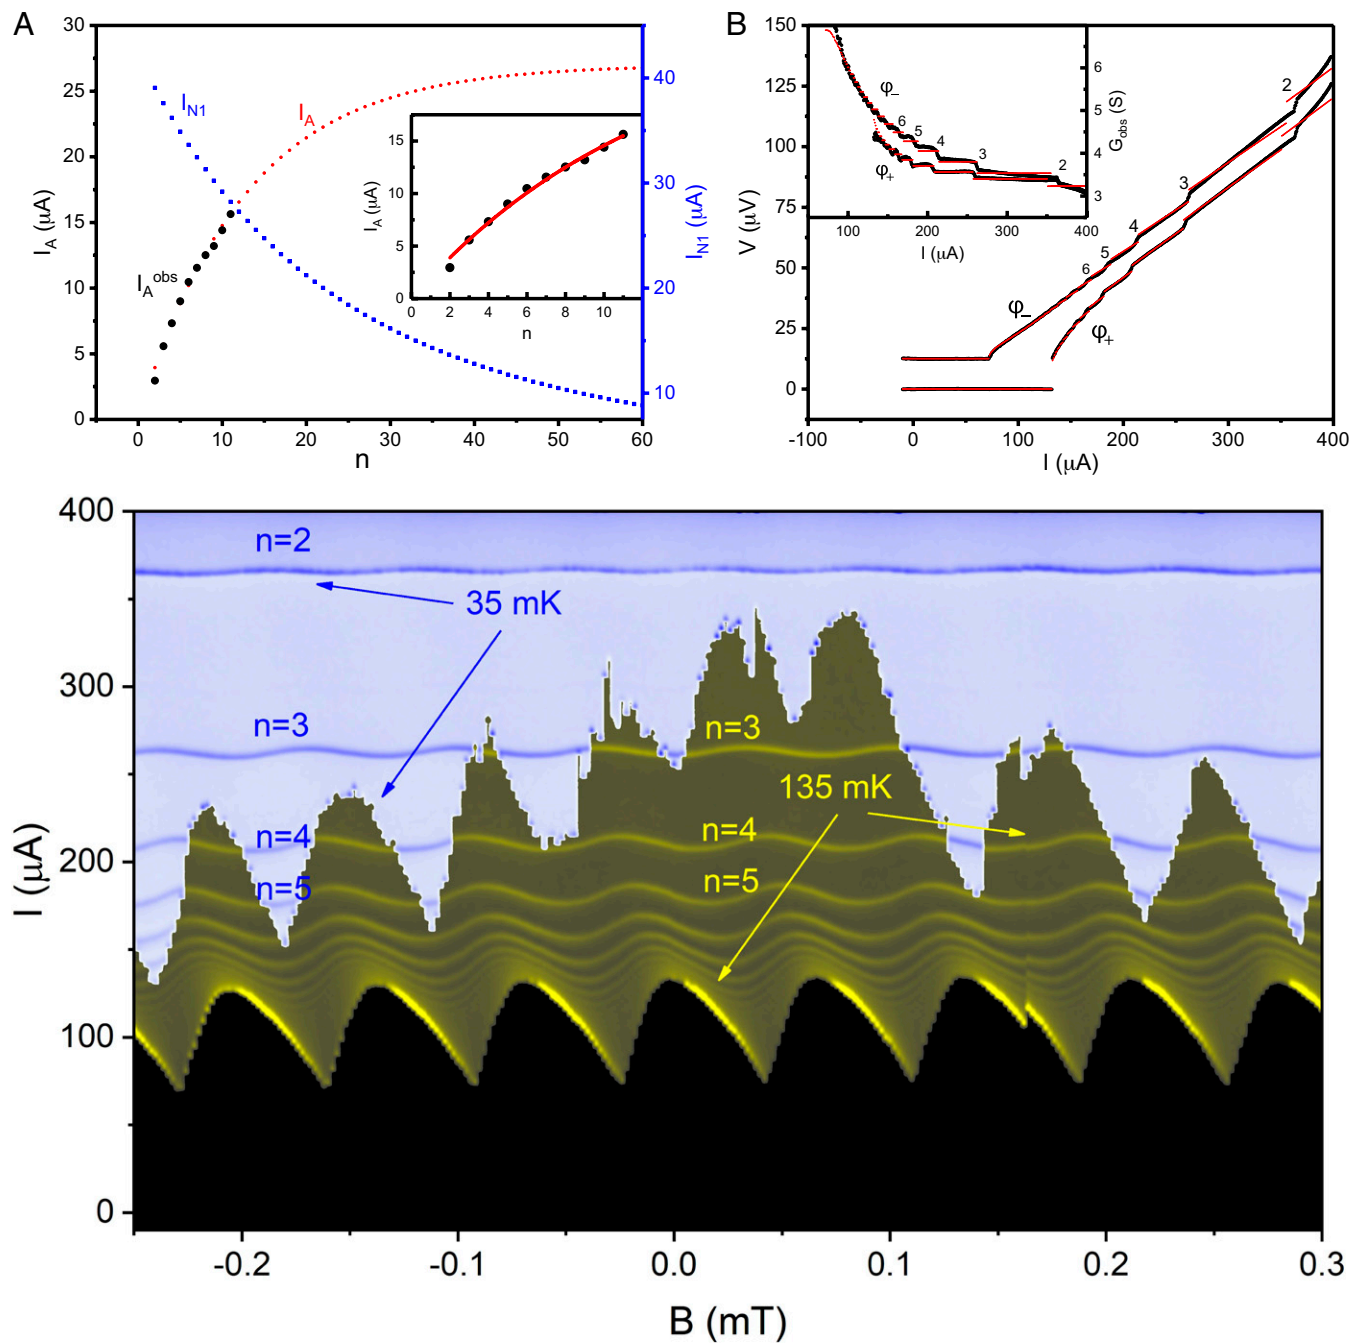 A
30
25
20
15
10
5
0
I_A (μA)
I_N1
I_A
I_A^obs
0 10 20 30 40 50 60
n
40
30
20
10
I_N1 (μA)
15
10
5
0
I_A (μA)
0 2 4 6 8 10
n
B
150
125
100
75
50
25
0
V (μV)
φ_-
6 5 4 3 2
φ_+
6
5
4
3
G_obs (S)
100 200 300 400
I (μA)
2
3
4
5
6
φ_-
φ_+
-100 0 100 200 300 400
I (μA)
400
300
200
100
0
I (μA)
n=2
35 mK
n=3
n=3
135 mK
n=4
n=4
n=5
n=5
-0.2 -0.1 0.0 0.1 0.2 0.3
B (mT)